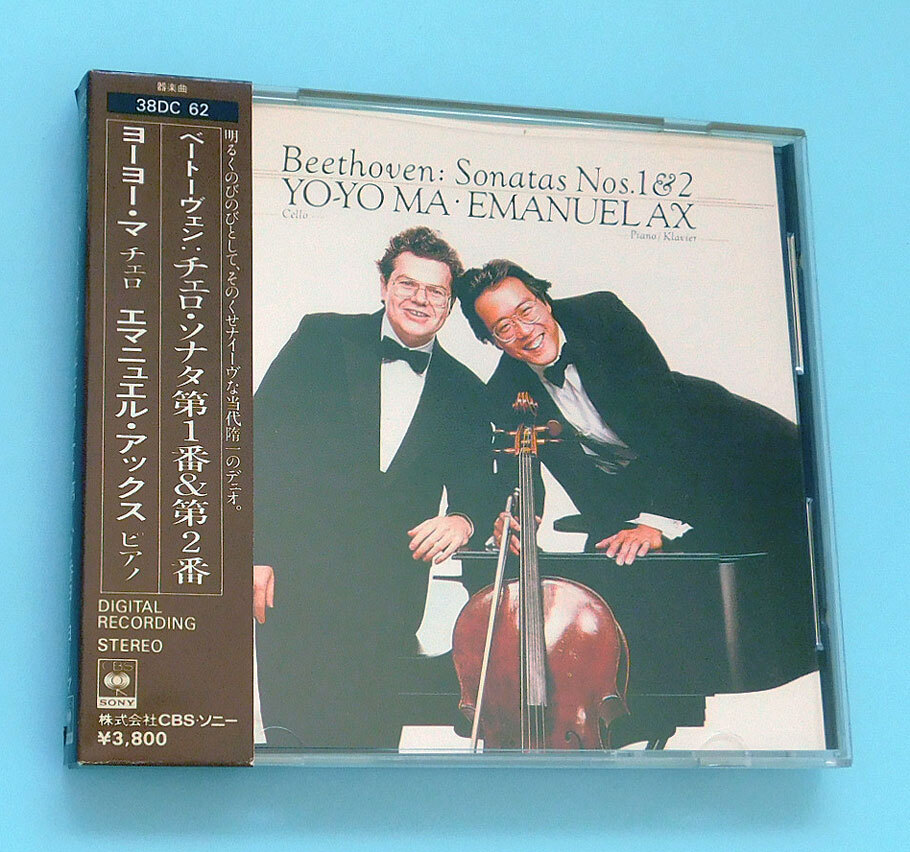 器楽曲
38DC 62
明るくのびのびとして、そのくせナイーヴな当代随一のデュオ。
ベートーヴェン:チェロ・ソナタ第1番&第2番
ヨーヨー・マ チェロ エマニュエル・アックス ピアノ
DIGITAL
RECORDING
STEREO
CBS
SONY
株式会社CBS・ソニー
¥3,800
Beethoven: Sonatas Nos.1&2
YO-YO MA · EMANUEL AX
Cello
Piano/Klavier